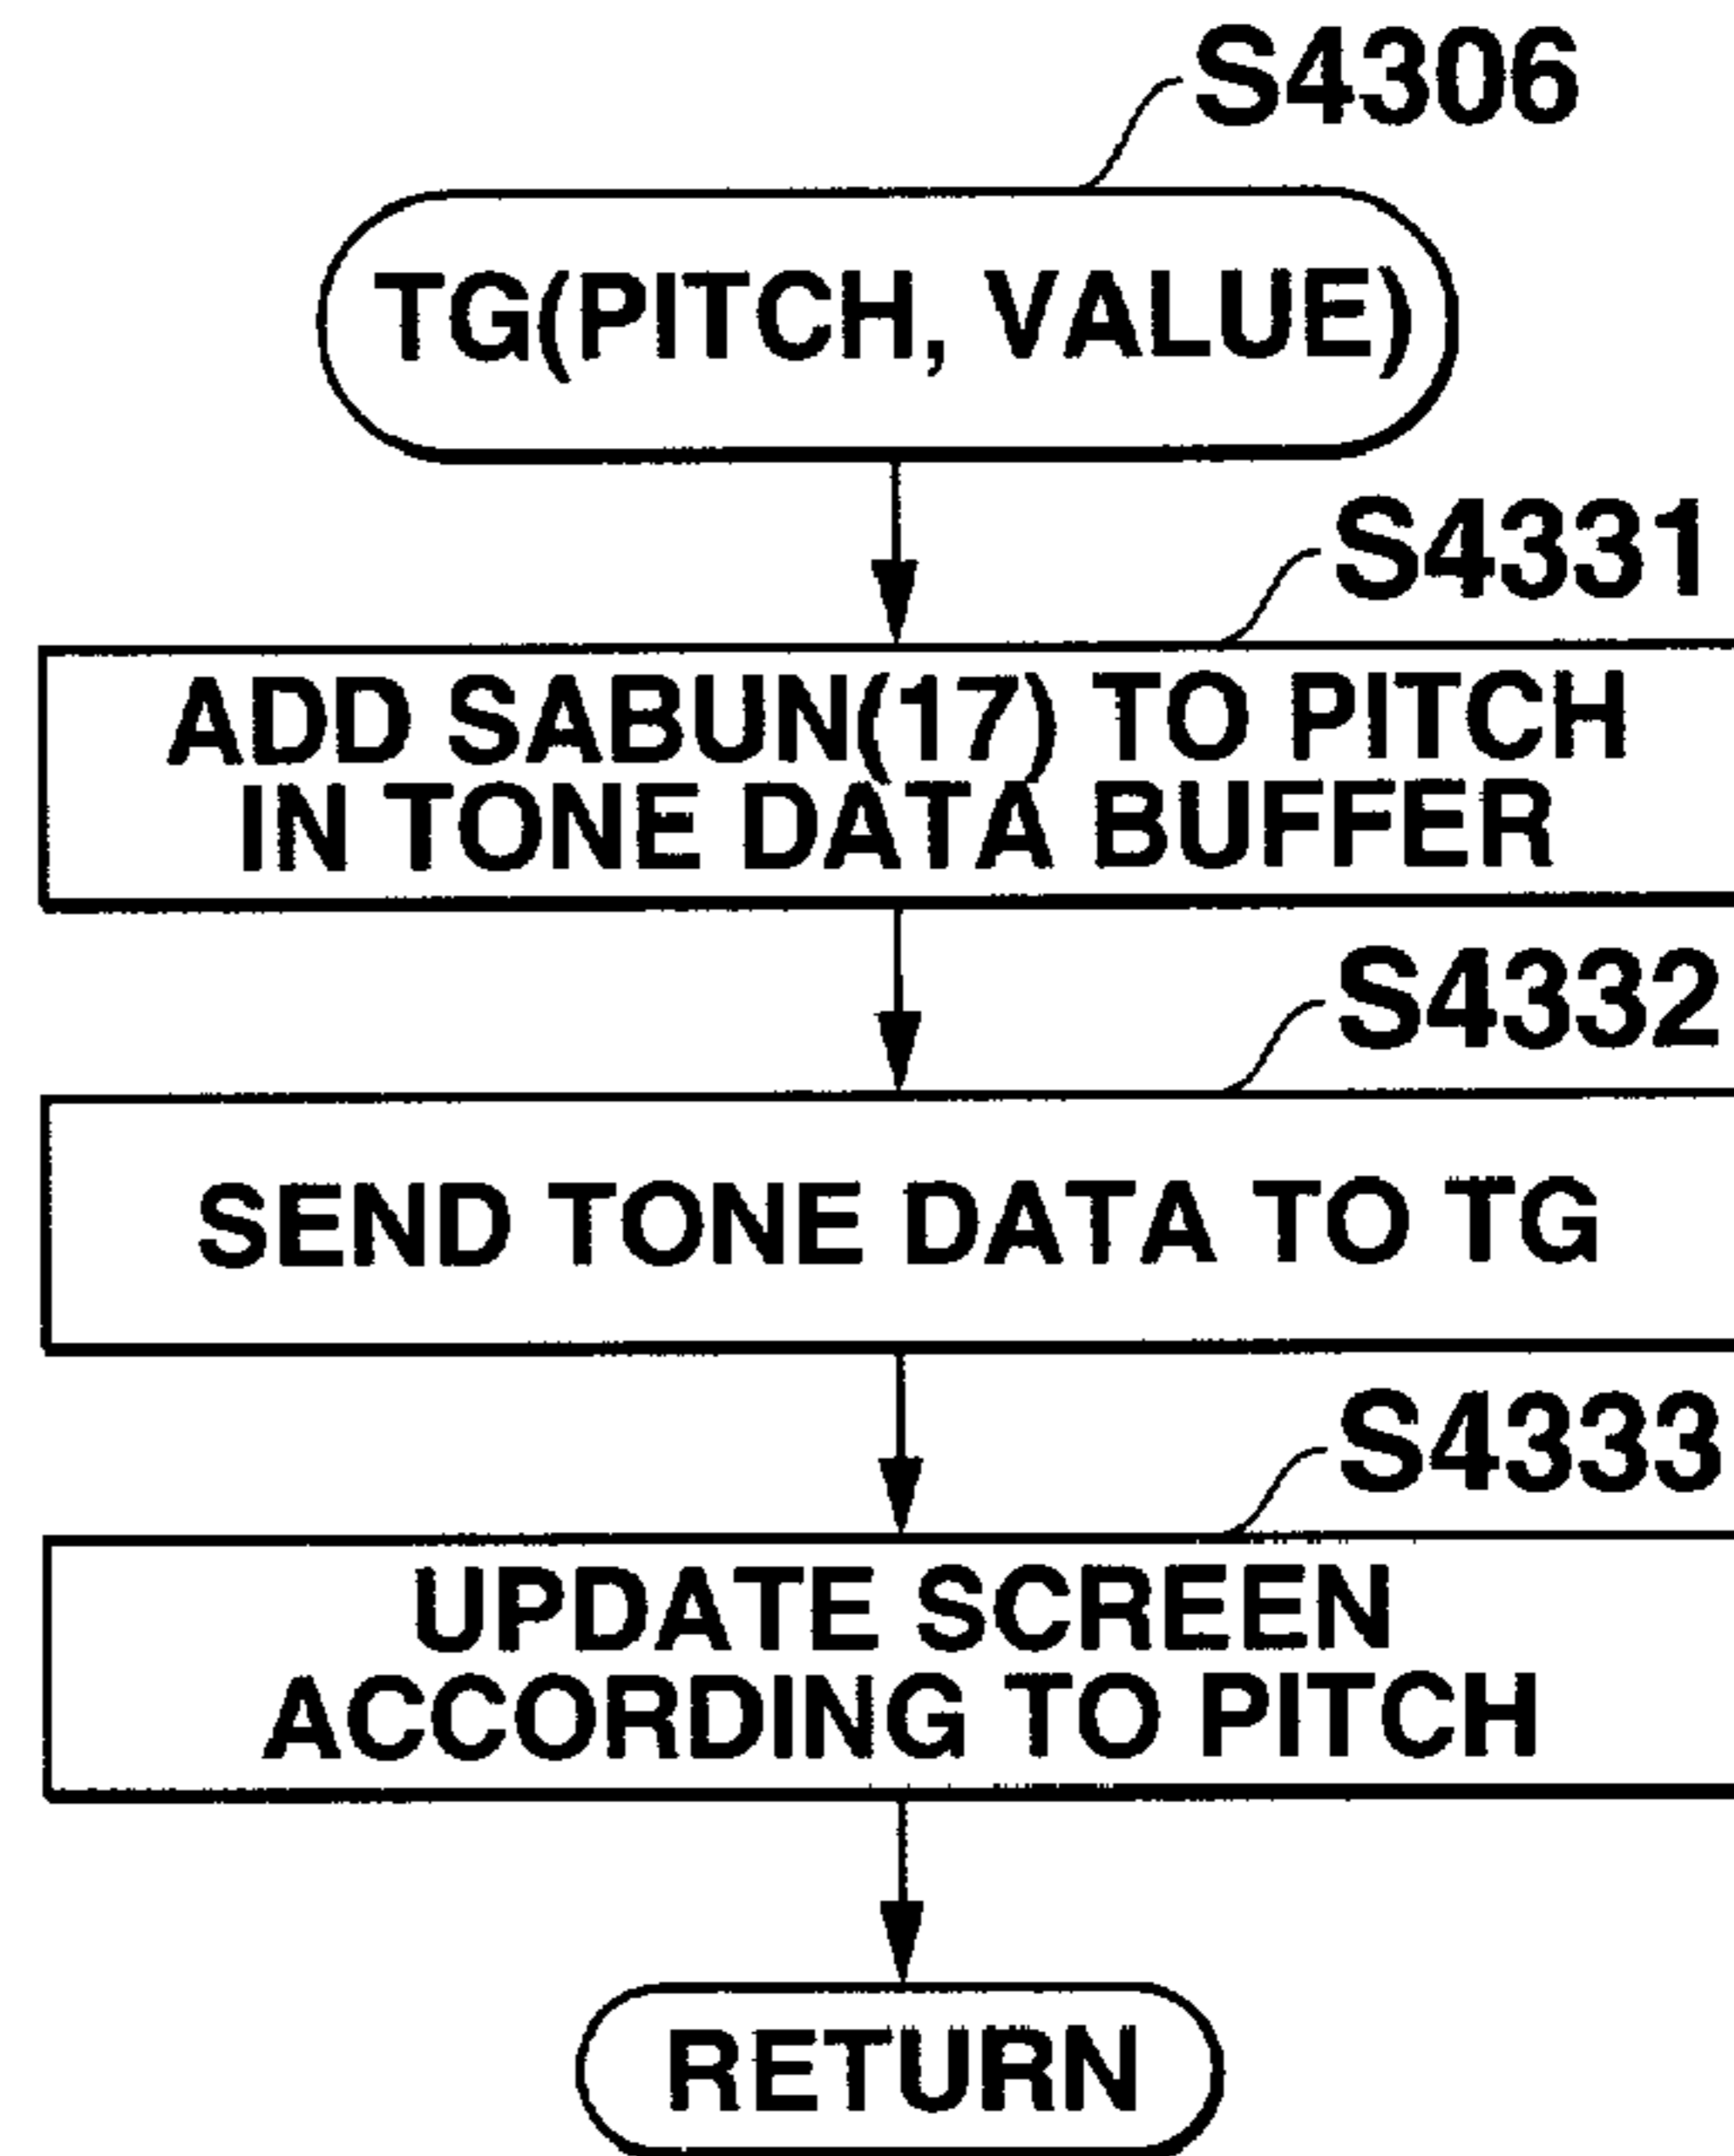 S4306
TG(PITCH, VALUE)
S4331
ADD SABUN(17) TO PITCH
IN TONE DATA BUFFER
S4332
SEND TONE DATA TO TG
S4333
UPDATE SCREEN
ACCORDING TO PITCH
RETURN